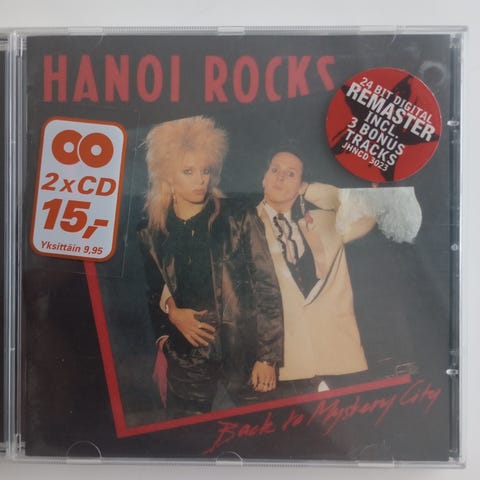 HANOI ROCKS
24 BIT DIGITAL
REMASTER
INCL.
3 BONUS
TRACKS
JHNCD 3023
2 x CD
15,-
Yksittäin 9,95
Back to Mystery City